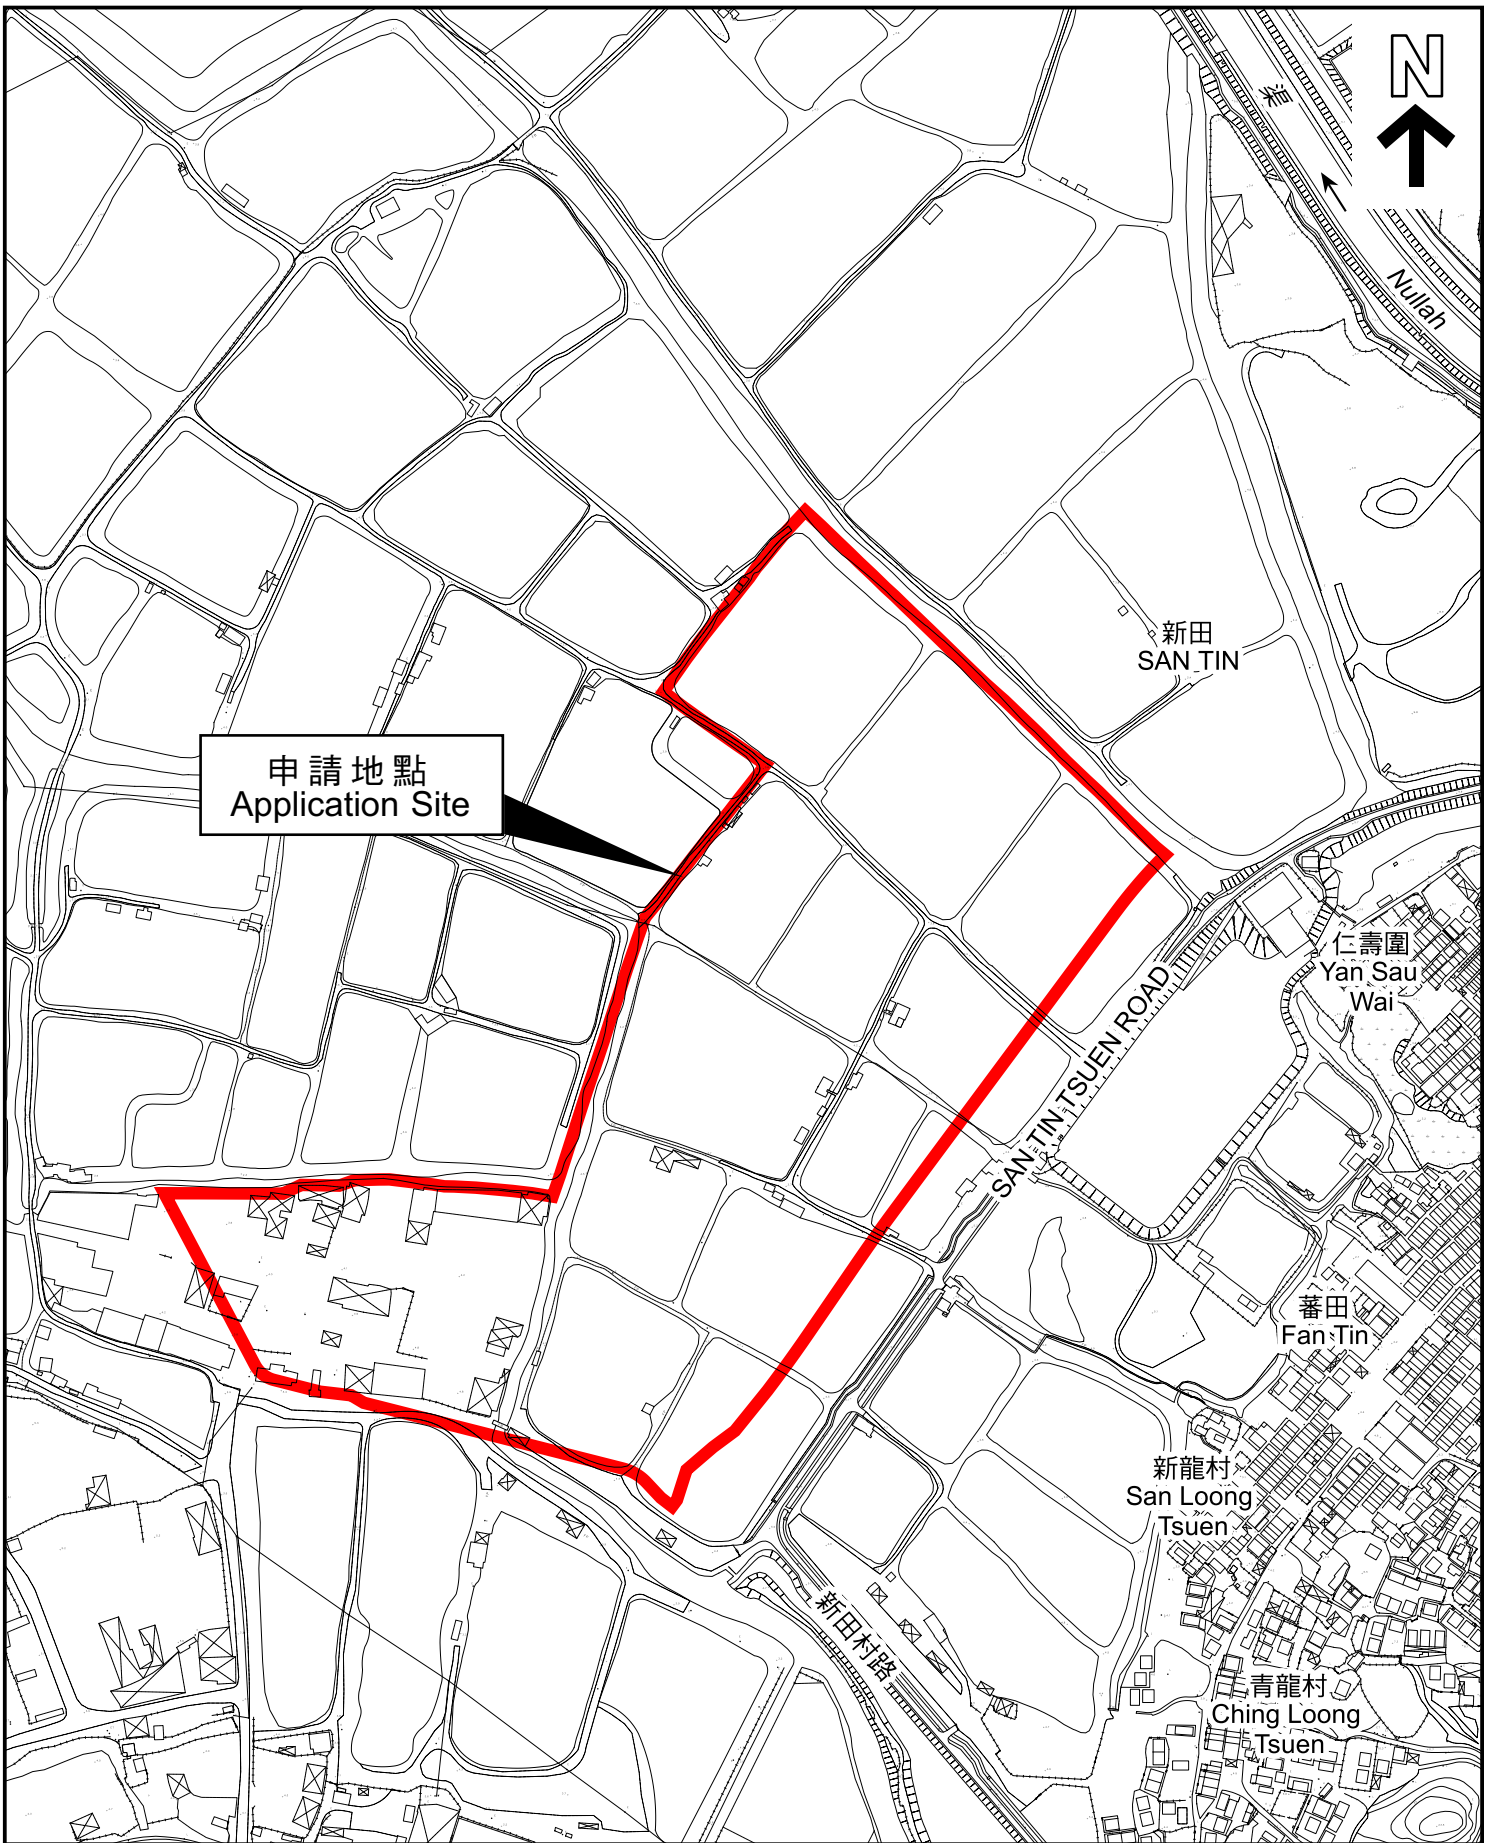 N
渠
Nullah
新田
SAN TIN
申請地點
Application Site
仁壽圍
Yan Sau
Wai
SAN TIN TSUEN ROAD
蕃田
Fan Tin
新龍村
San Loong
Tsuen
新田村路
青龍村
Ching Loong
Tsuen